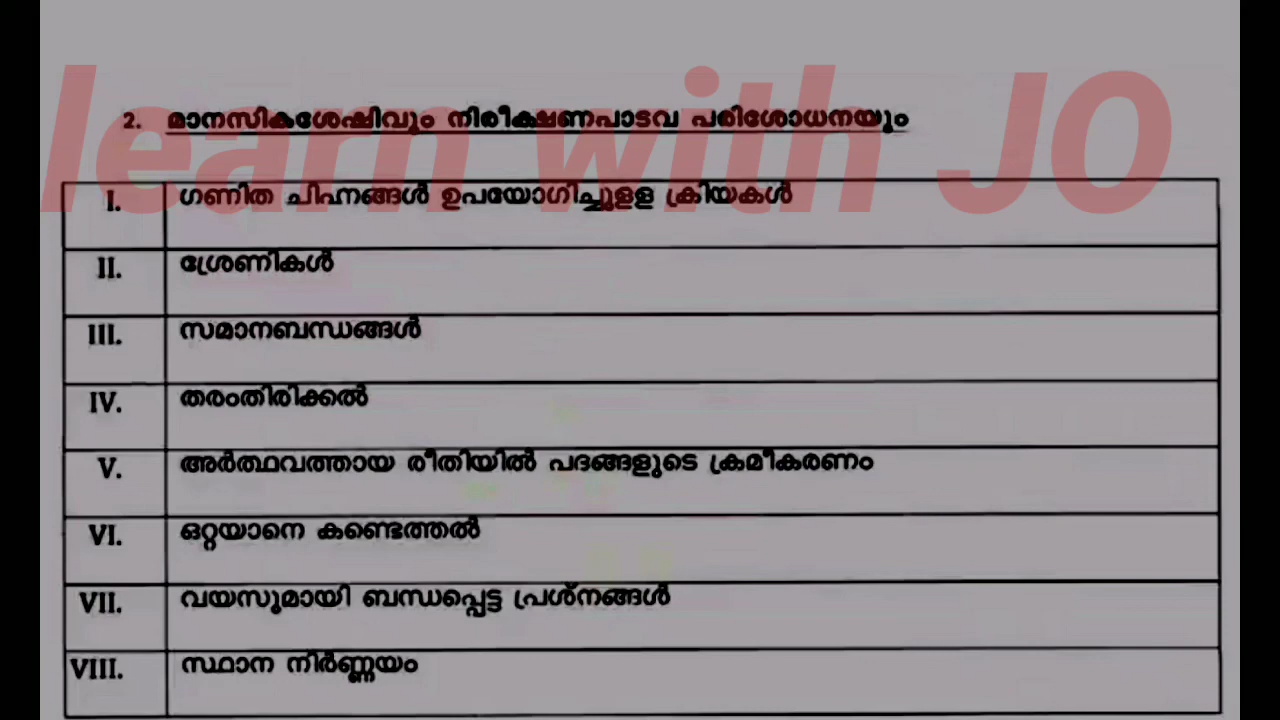 learn with JO
2. മാനസികശേഷിവും നിരീക്ഷണപാടവ പരിശോധനയും
I. ഗണിത ചിഹ്നങ്ങൾ ഉപയോഗിച്ചുളള ക്രിയകൾ
II. ശ്രേണികൾ
III. സമാനബന്ധങ്ങൾ
IV. തരംതിരിക്കൽ
V. അർത്ഥവത്തായ രീതിയിൽ പദങ്ങളുടെ ക്രമീകരണം
VI. ഒറ്റയാനെ കണ്ടെത്തൽ
VII. വയസുമായി ബന്ധപ്പെട്ട പ്രശ്നങ്ങൾ
VIII. സ്ഥാന നിർണ്ണയം